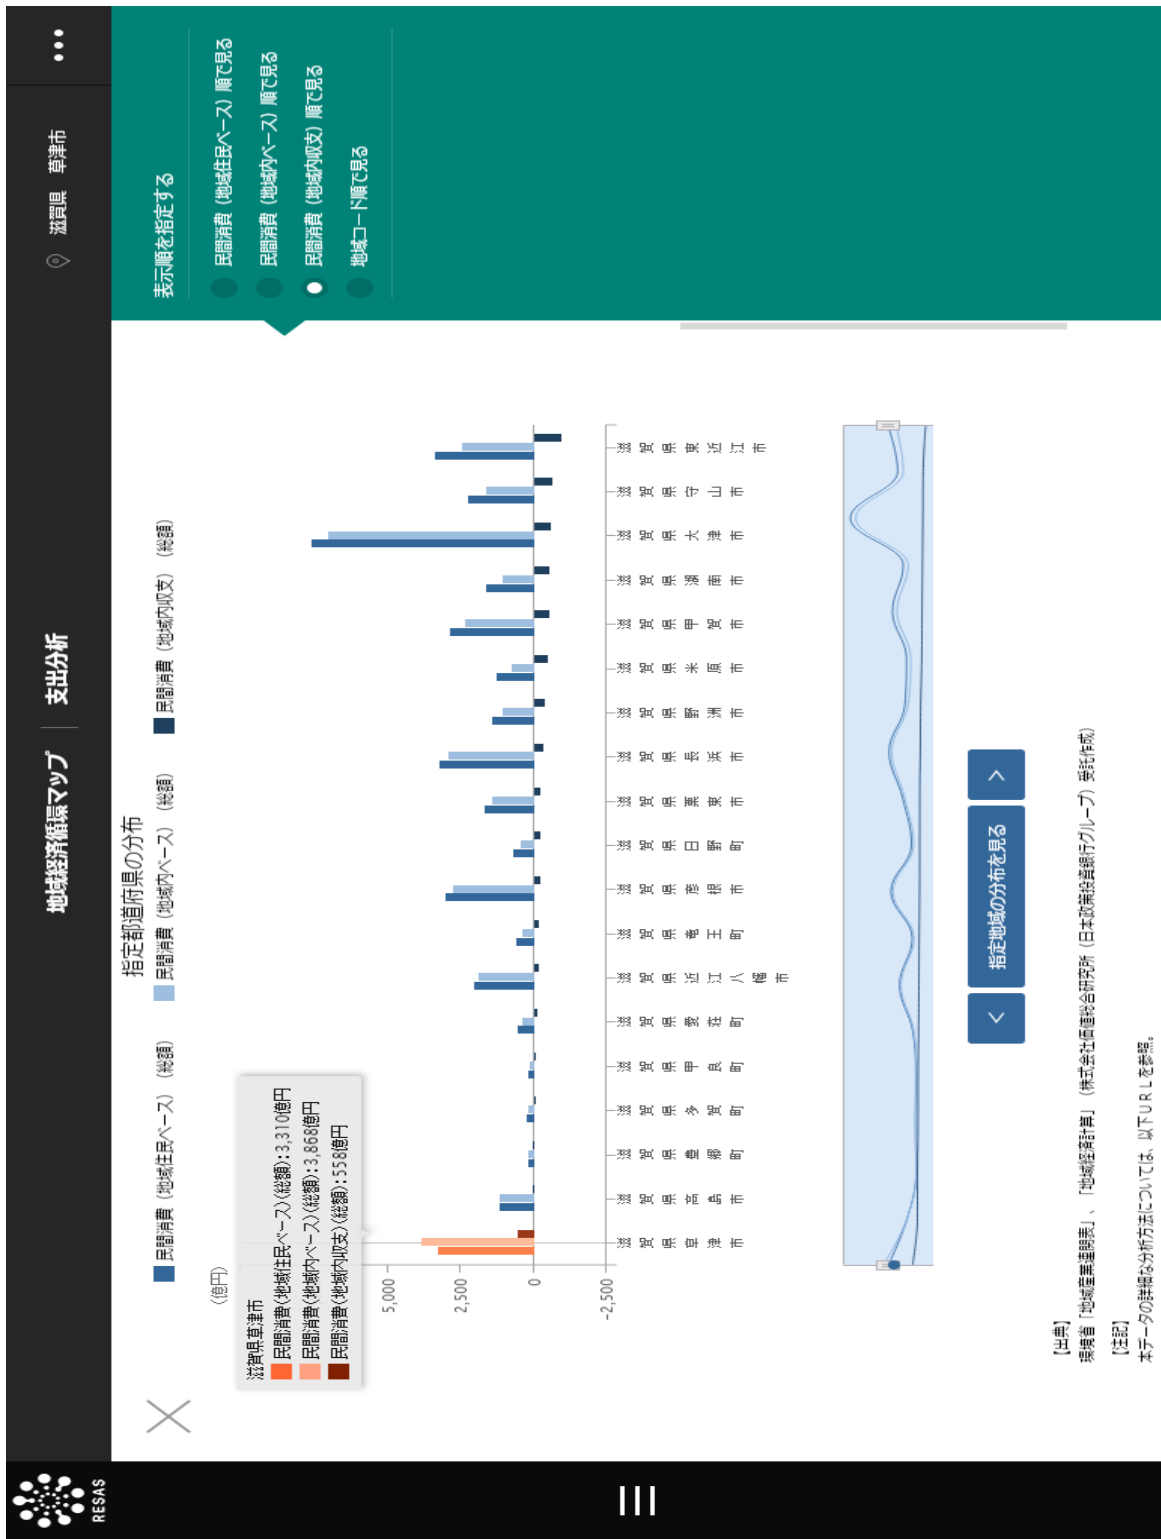 RESAS
地域経済循環マップ
支出分析
滋賀県 草津市
指定都道府県の分布
民間消費（地域住民ベース）（総額）
民間消費（地域内ベース）（総額）
民間消費（地域内収支）（総額）
（億円）
滋賀県草津市
民間消費(地域住民ベース)(総額):3,310億円
民間消費(地域内ベース)(総額):3,868億円
民間消費(地域内収支)(総額):558億円
5,000
2,500
0
-2,500
滋賀県草津市
滋賀県高島市
滋賀県豊郷町
滋賀県多賀町
滋賀県甲良町
滋賀県愛荘町
滋賀県近江八幡市
滋賀県竜王町
滋賀県彦根市
滋賀県日野町
滋賀県栗東市
滋賀県長浜市
滋賀県野洲市
滋賀県米原市
滋賀県甲賀市
滋賀県湖南市
滋賀県大津市
滋賀県守山市
滋賀県東近江市
指定地域の分布を見る
【出典】
環境省「地域産業連関表」、「地域経済計算」（株式会社価値総合研究所（日本政策投資銀行グループ）受託作成）
【注記】
本データの詳細な分析方法については、以下ＵＲＬを参照。
表示順を指定する
民間消費（地域住民ベース）順で見る
民間消費（地域内ベース）順で見る
民間消費（地域内収支）順で見る
地域コード順で見る